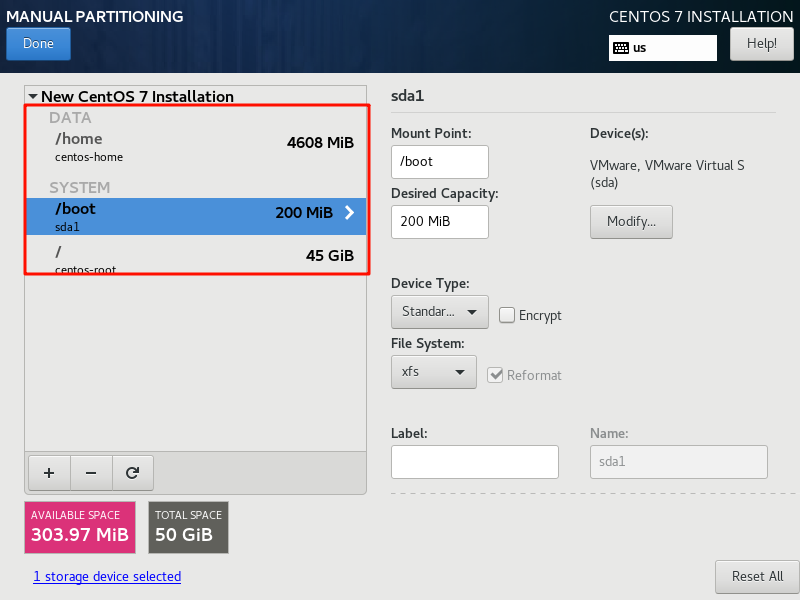 MANUAL PARTITIONING
CENTOS 7 INSTALLATION
Done
us
Help!
New CentOS 7 Installation
DATA
/home
4608 MiB
centos-home
SYSTEM
/boot
200 MiB
sda1
/
45 GiB
centos-root
sda1
Mount Point:
/boot
Device(s):
VMware, VMware Virtual S
(sda)
Desired Capacity:
200 MiB
Modify...
Device Type:
Standar...
Encrypt
File System:
xfs
Reformat
Label:
Name:
sda1
AVAILABLE SPACE
303.97 MiB
TOTAL SPACE
50 GiB
1 storage device selected
Reset All